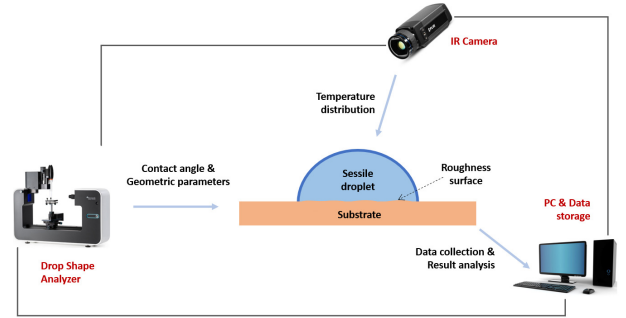 IR Camera
Temperature
distribution
Contact angle &
Geometric parameters
Sessile
droplet
Roughness
surface
Substrate
PC & Data
storage
Data collection &
Result analysis
Drop Shape
Analyzer